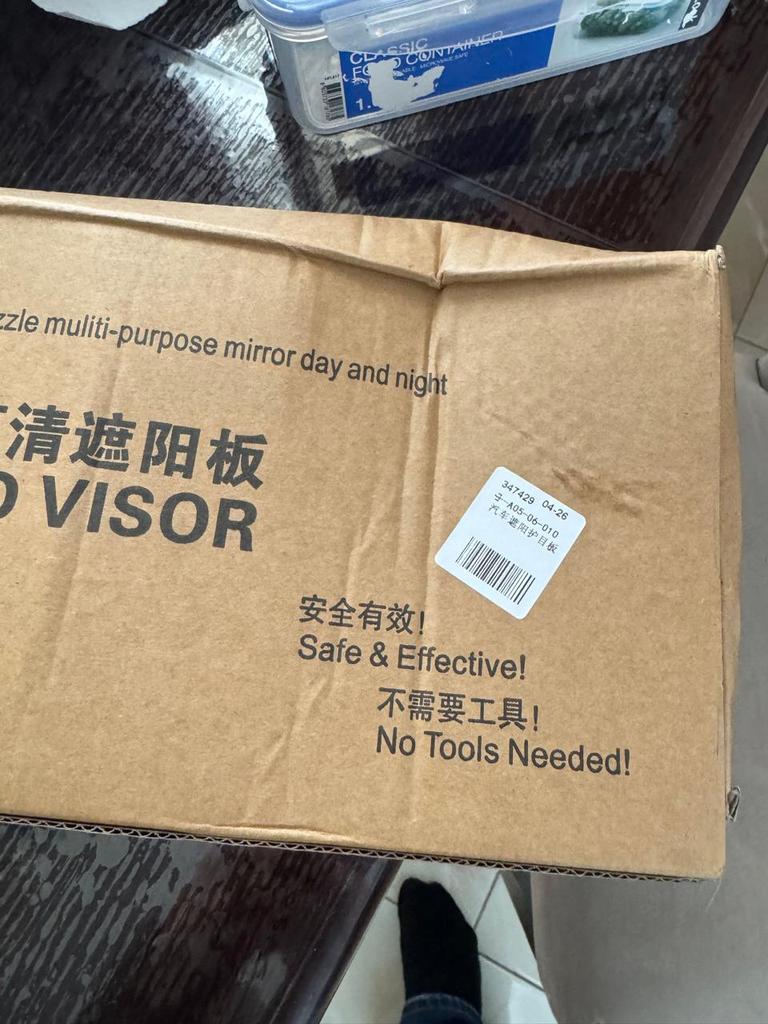 CLASSIC
FOOD CONTAINER
1.
zzle muliti-purpose mirror day and night
清遮阳板
VISOR
347429 04-26
子-A05-06-010
汽车遮阳护目板
安全有效!
Safe & Effective!
不需要工具!
No Tools Needed!